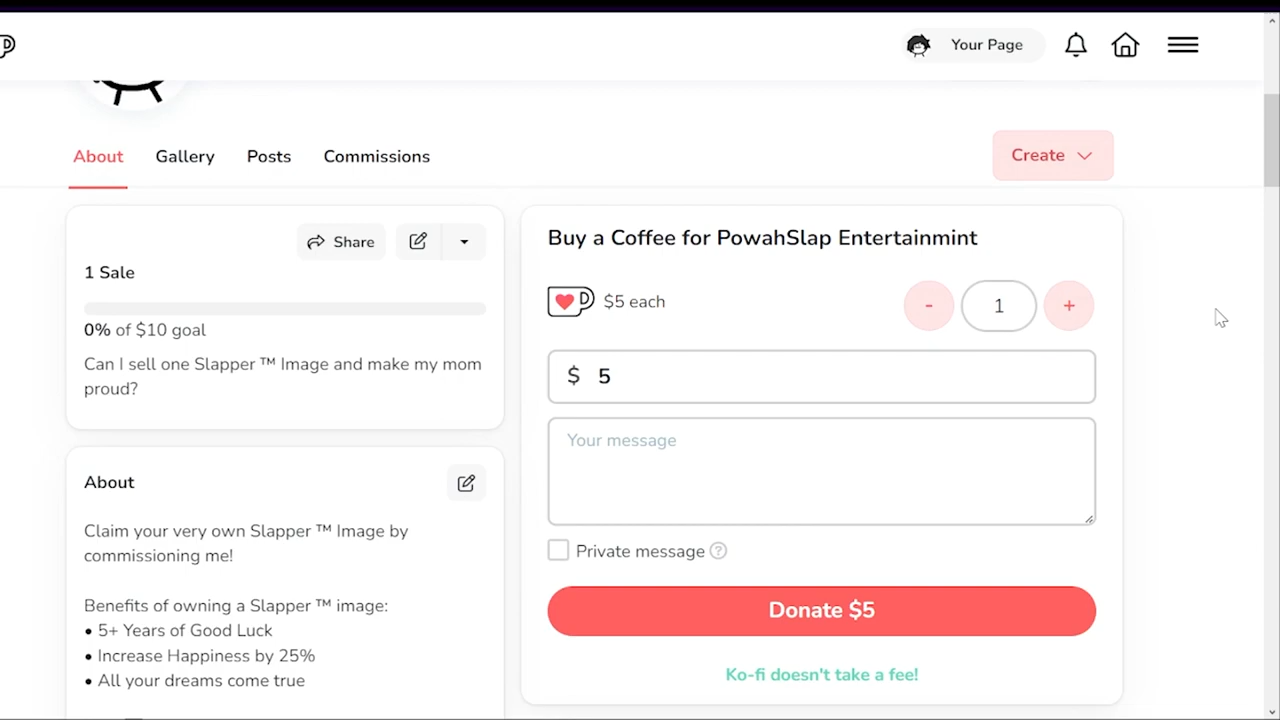 Your Page
About
Gallery
Posts
Commissions
Create
Share
1 Sale
0% of $10 goal
Can I sell one Slapper ™ Image and make my mom
proud?
About
Claim your very own Slapper ™ Image by
commissioning me!
Benefits of owning a Slapper ™ image:
• 5+ Years of Good Luck
• Increase Happiness by 25%
• All your dreams come true
Buy a Coffee for PowahSlap Entertainmint
$5 each
-
1
+
$ 5
Your message
Private message ?
Donate $5
Ko-fi doesn't take a fee!